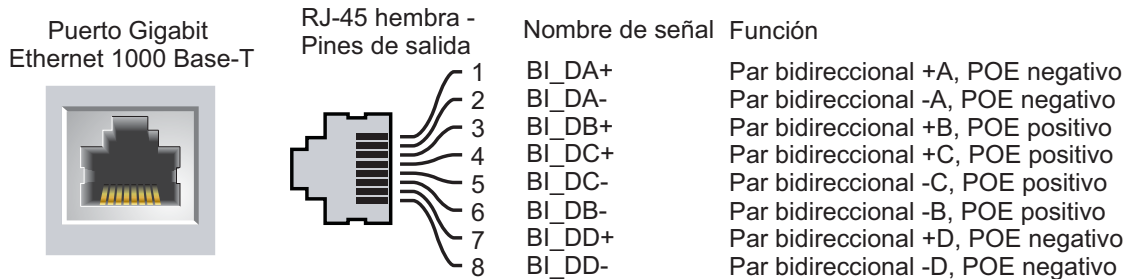 Puerto Gigabit
Ethernet 1000 Base-T
RJ-45 hembra -
Pines de salida
Nombre de señal Función
1 BI_DA+ Par bidireccional +A, POE negativo
2 BI_DA- Par bidireccional -A, POE negativo
3 BI_DB+ Par bidireccional +B, POE positivo
4 BI_DC+ Par bidireccional +C, POE positivo
5 BI_DC- Par bidireccional -C, POE positivo
6 BI_DB- Par bidireccional -B, POE positivo
7 BI_DD+ Par bidireccional +D, POE negativo
8 BI_DD- Par bidireccional -D, POE negativo